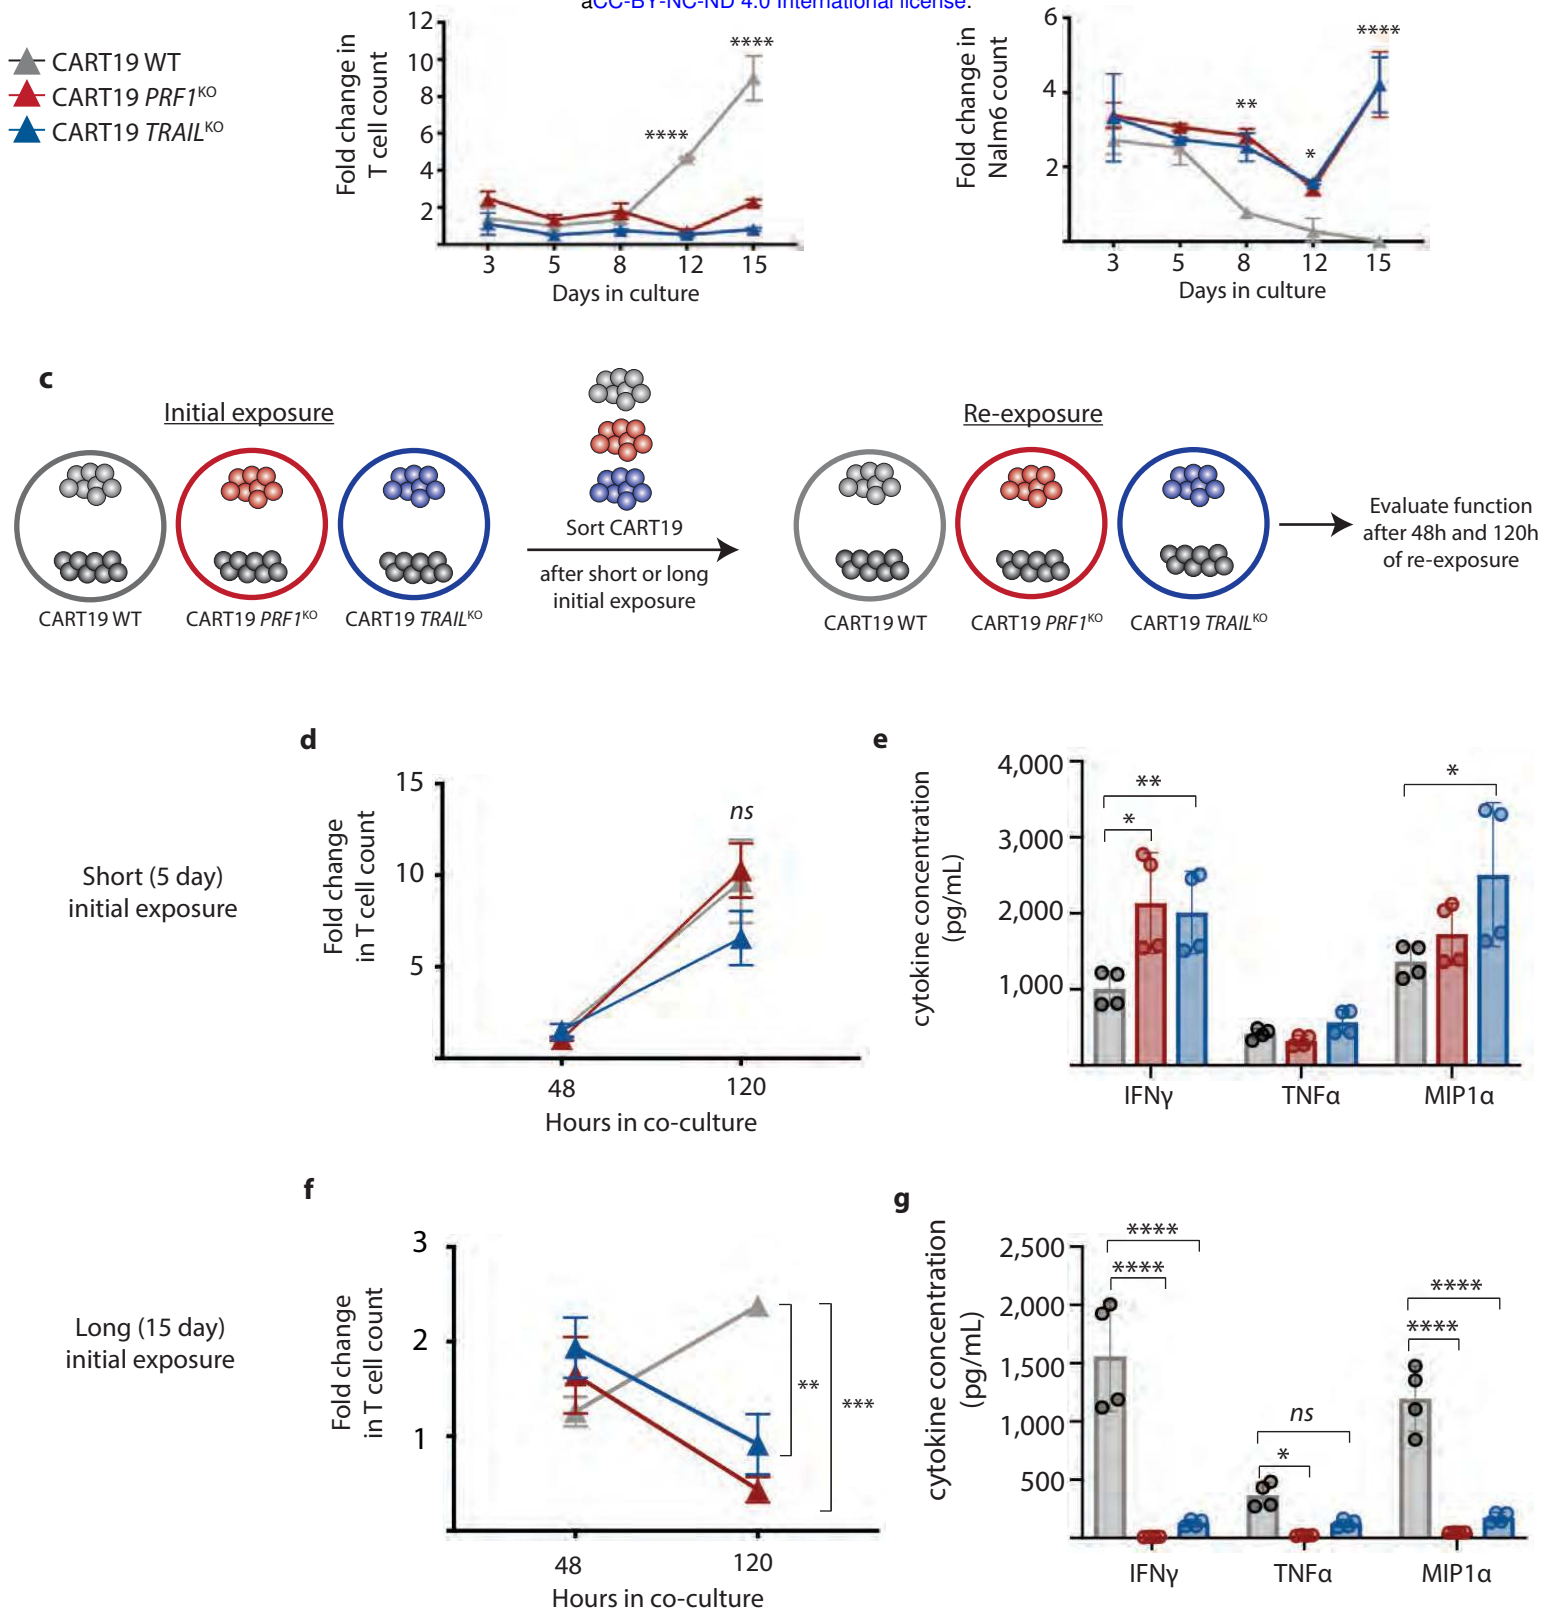 aCC-BY-NC-ND 4.0 International license.
CART19 WT
CART19 PRF1KO
CART19 TRAILKO
Fold change in
T cell count
12
10
8
6
4
2
****
****
3 5 8 12 15
Days in culture
Fold change in
Nalm6 count
6
4
2
**
*
****
3 5 8 12 15
Days in culture
c
Initial exposure
CART19 WT
CART19 PRF1KO
CART19 TRAILKO
Sort CART19
after short or long
initial exposure
Re-exposure
CART19 WT
CART19 PRF1KO
CART19 TRAILKO
Evaluate function
after 48h and 120h
of re-exposure
Short (5 day)
initial exposure
d
Fold change
in T cell count
15
10
5
ns
48 120
Hours in co-culture
e
cytokine concentration
(pg/mL)
4,000
3,000
2,000
1,000
**
*
*
IFNγ TNFα MIP1α
Long (15 day)
initial exposure
f
Fold change
in T cell count
3
2
1
**
***
48 120
Hours in co-culture
g
cytokine concentration
(pg/mL)
2,500
2,000
1,500
1,000
500
****
****
ns
*
****
****
IFNγ TNFα MIP1α